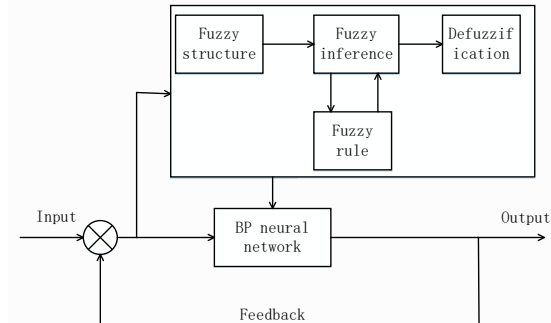 Fuzzy
structure
Fuzzy
inference
Defuzzif
ication
Fuzzy
rule
Input
BP neural
network
Output
Feedback